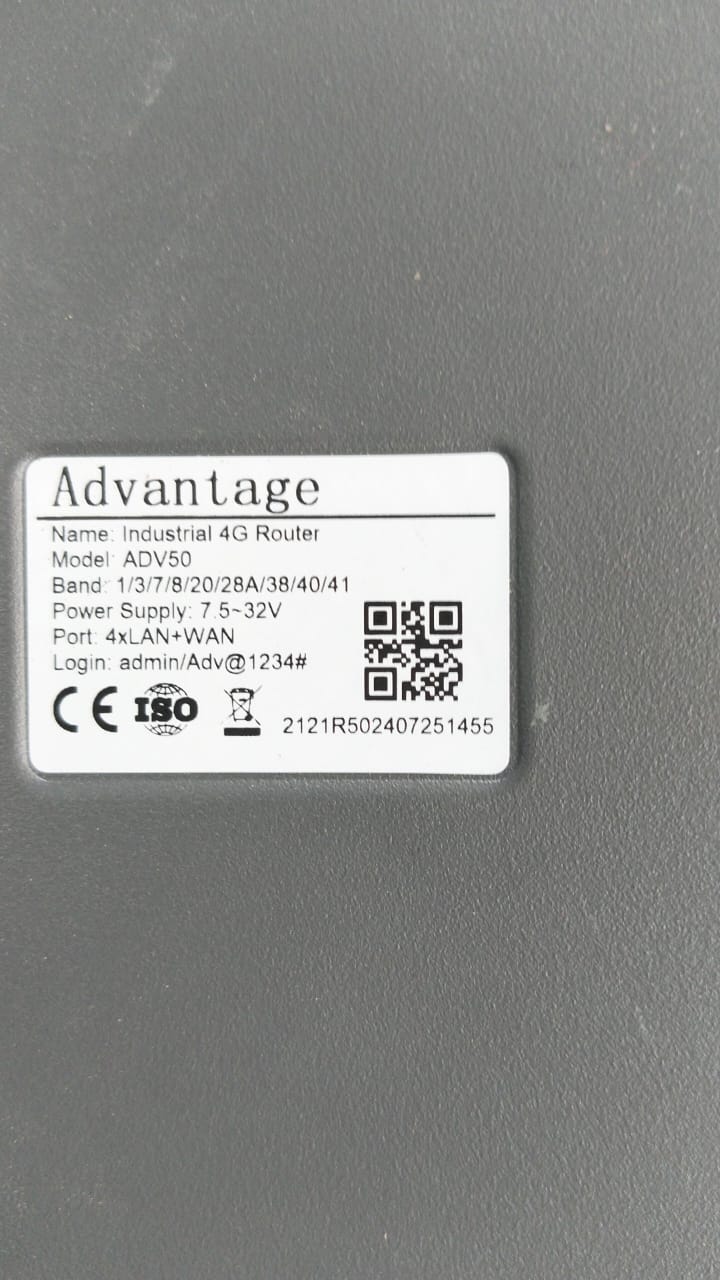 Advantage
Name: Industrial 4G Router
Model: ADV50
Band: 1/3/7/8/20/28A/38/40/41
Power Supply: 7.5~32V
Port: 4xLAN+WAN
Login: admin/Adv@1234#
CE ISO
2121R502407251455